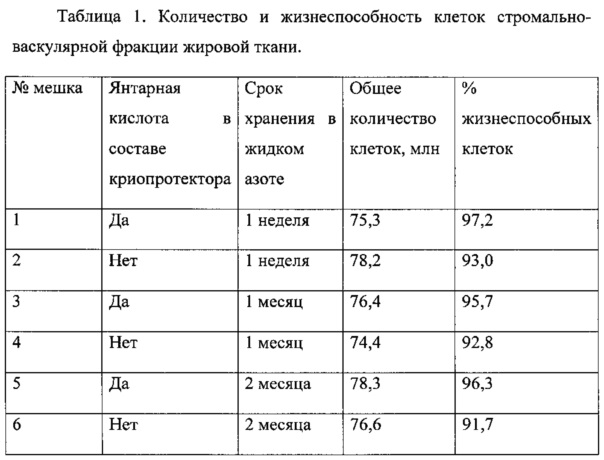 Таблица 1. Количество и жизнеспособность клеток стромально-
васкулярной фракции жировой ткани.
№ мешка | Янтарная кислота в составе криопротектора | Срок хранения в жидком азоте | Общее количество клеток, млн | % жизнеспособных клеток
1 | Да | 1 неделя | 75,3 | 97,2
2 | Нет | 1 неделя | 78,2 | 93,0
3 | Да | 1 месяц | 76,4 | 95,7
4 | Нет | 1 месяц | 74,4 | 92,8
5 | Да | 2 месяца | 78,3 | 96,3
6 | Нет | 2 месяца | 76,6 | 91,7